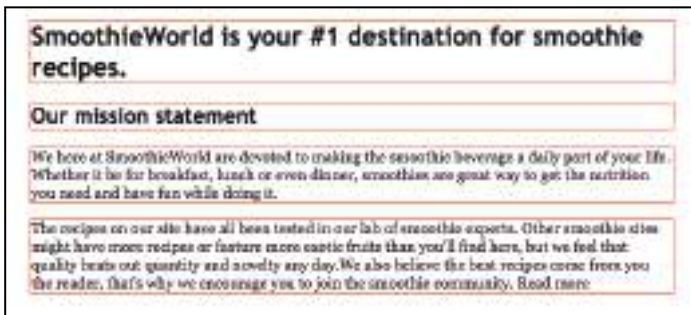 SmoothieWorld is your #1 destination for smoothie
recipes.
Our mission statement
We here at SmoothieWorld are devoted to making the smoothie beverage a daily part of your life.
Whether it be for breakfast, lunch or even dinner, smoothies are great way to get the nutrition
you need and have fun while doing it.
The recipes on our site have all been tested in our lab of smoothie experts. Other smoothie sites
might have more recipes or feature more exotic fruits than you'll find here, but we feel that
quality beats out quantity and novelty any day.We also believe the best recipes come from you
the reader, that's why we encourage you to join the smoothie community. Read more